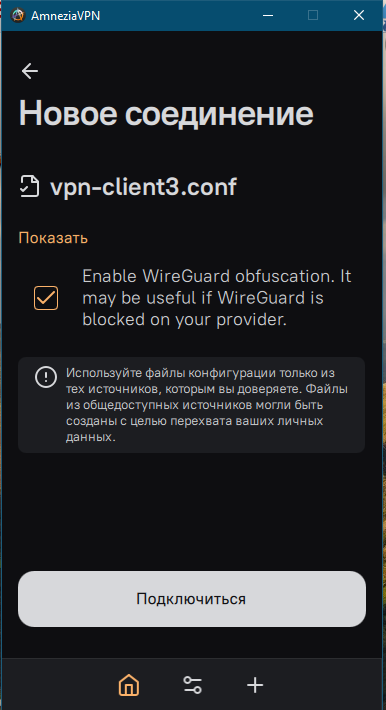 AmneziaVPN
Новое соединение
vpn-client3.conf
Показать
Enable WireGuard obfuscation. It
may be useful if WireGuard is
blocked on your provider.
Используйте файлы конфигурации только из
тех источников, которым вы доверяете. Файлы
из общедоступных источников могли быть
созданы с целью перехвата ваших личных
данных.
Подключиться